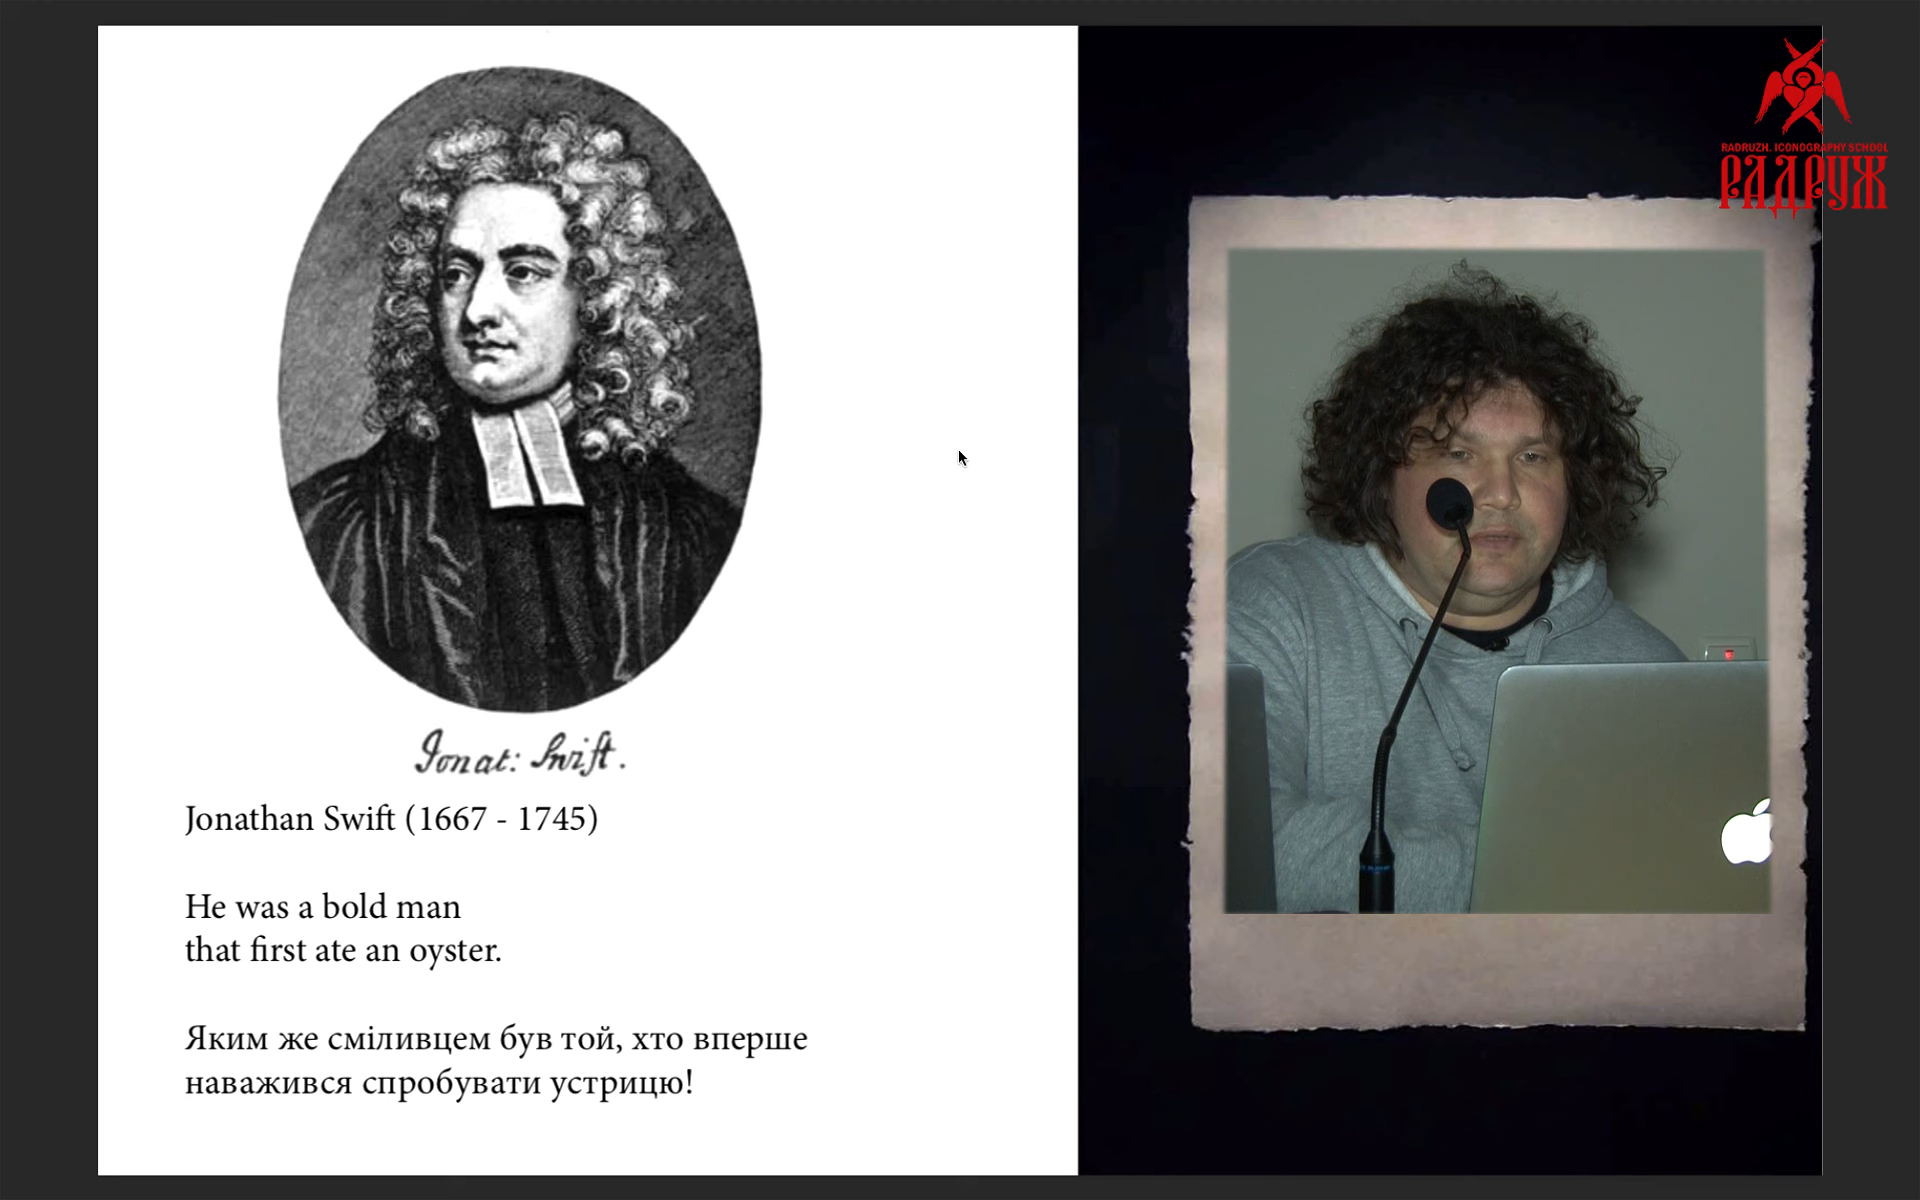 Jonat: Swift.
Jonathan Swift (1667 - 1745)
He was a bold man
that first ate an oyster.
Яким же сміливцем був той, хто вперше
наважився спробувати устрицю!
RADRUZH. ICONOGRAPHY SCHOOL
РАДРУЖ